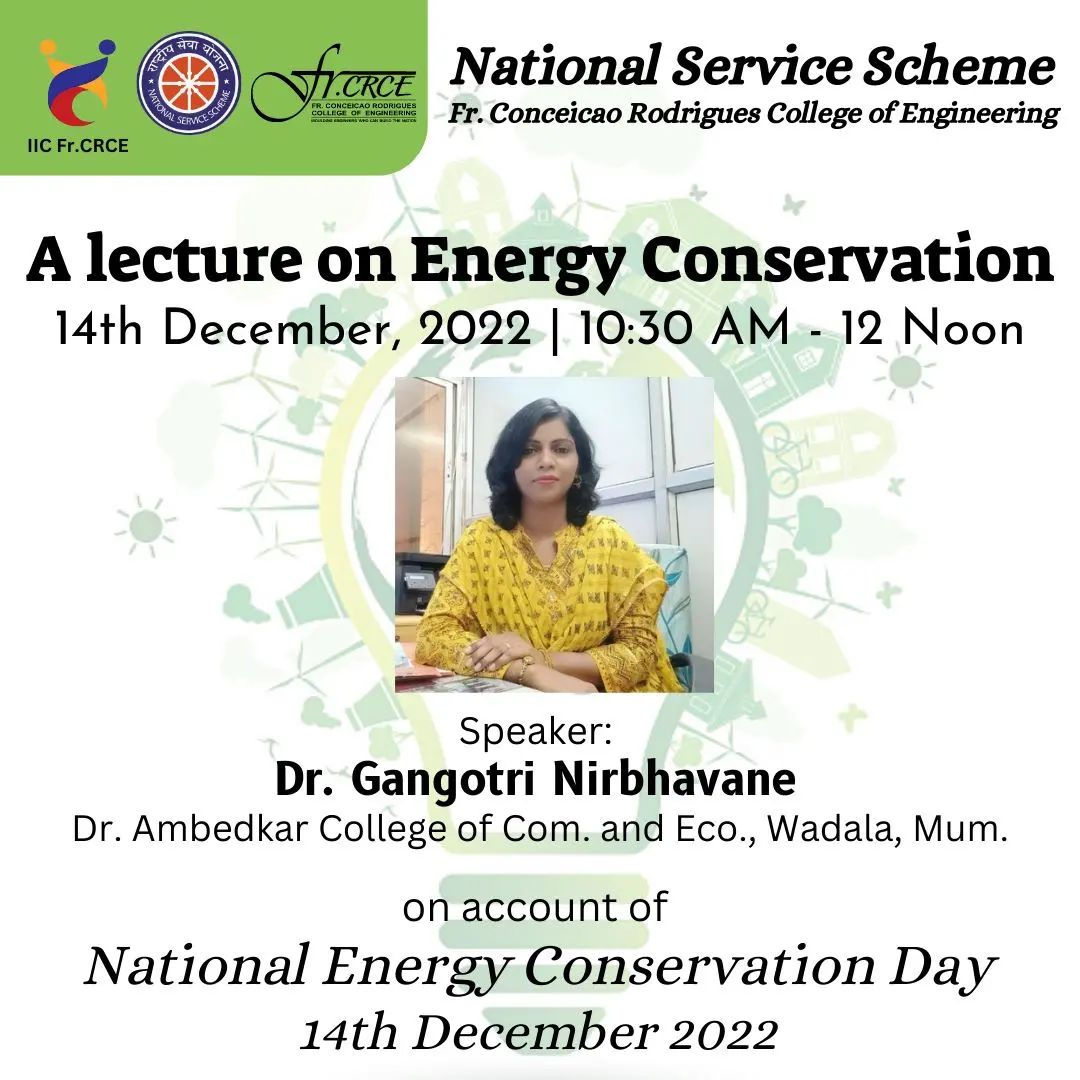 IIC Fr.CRCE
राष्ट्रीय सेवा योजना
NATIONAL SERVICE SCHEME
Fr.CRCE
FR. CONCEICAO RODRIGUES
COLLEGE OF ENGINEERING
National Service Scheme
Fr. Conceicao Rodrigues College of Engineering
A lecture on Energy Conservation
14th December, 2022 | 10:30 AM - 12 Noon
Speaker:
Dr. Gangotri Nirbhavane
Dr. Ambedkar College of Com. and Eco., Wadala, Mum.
on account of
National Energy Conservation Day
14th December 2022